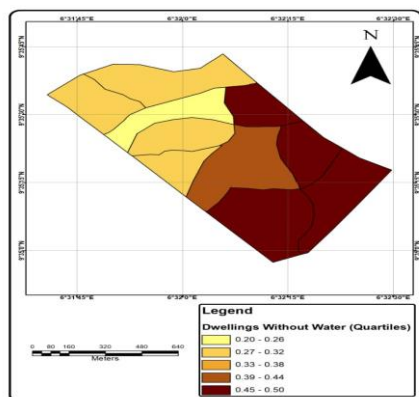 6°31'45"E 6°32'0"E 6°32'15"E 6°32'30"E
N
6°31'45"E 6°32'0"E 6°32'15"E 6°32'30"E
Legend
Dwellings Without Water (Quartiles)
0.20 - 0.26
0.27 - 0.32
0.33 - 0.38
0.39 - 0.44
0.45 - 0.50
0 80 160 320 480 640
Meters